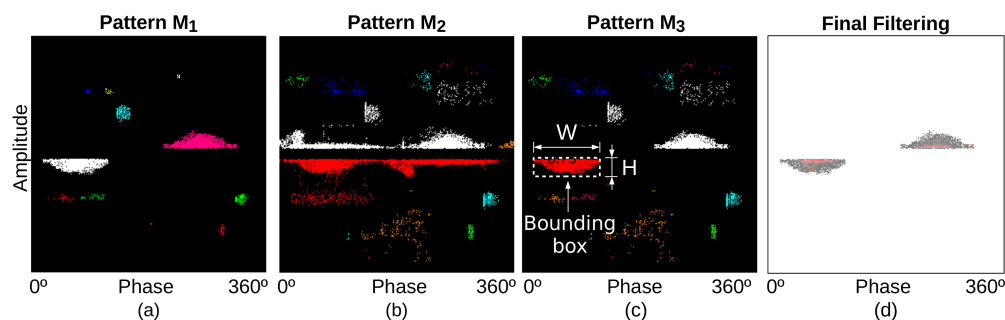 Pattern M1 Pattern M2 Pattern M3 Final Filtering
Amplitude
W
H
Bounding
box
0º Phase 360º 0º Phase 360º 0º Phase 360º 0º Phase 360º
(a) (b) (c) (d)